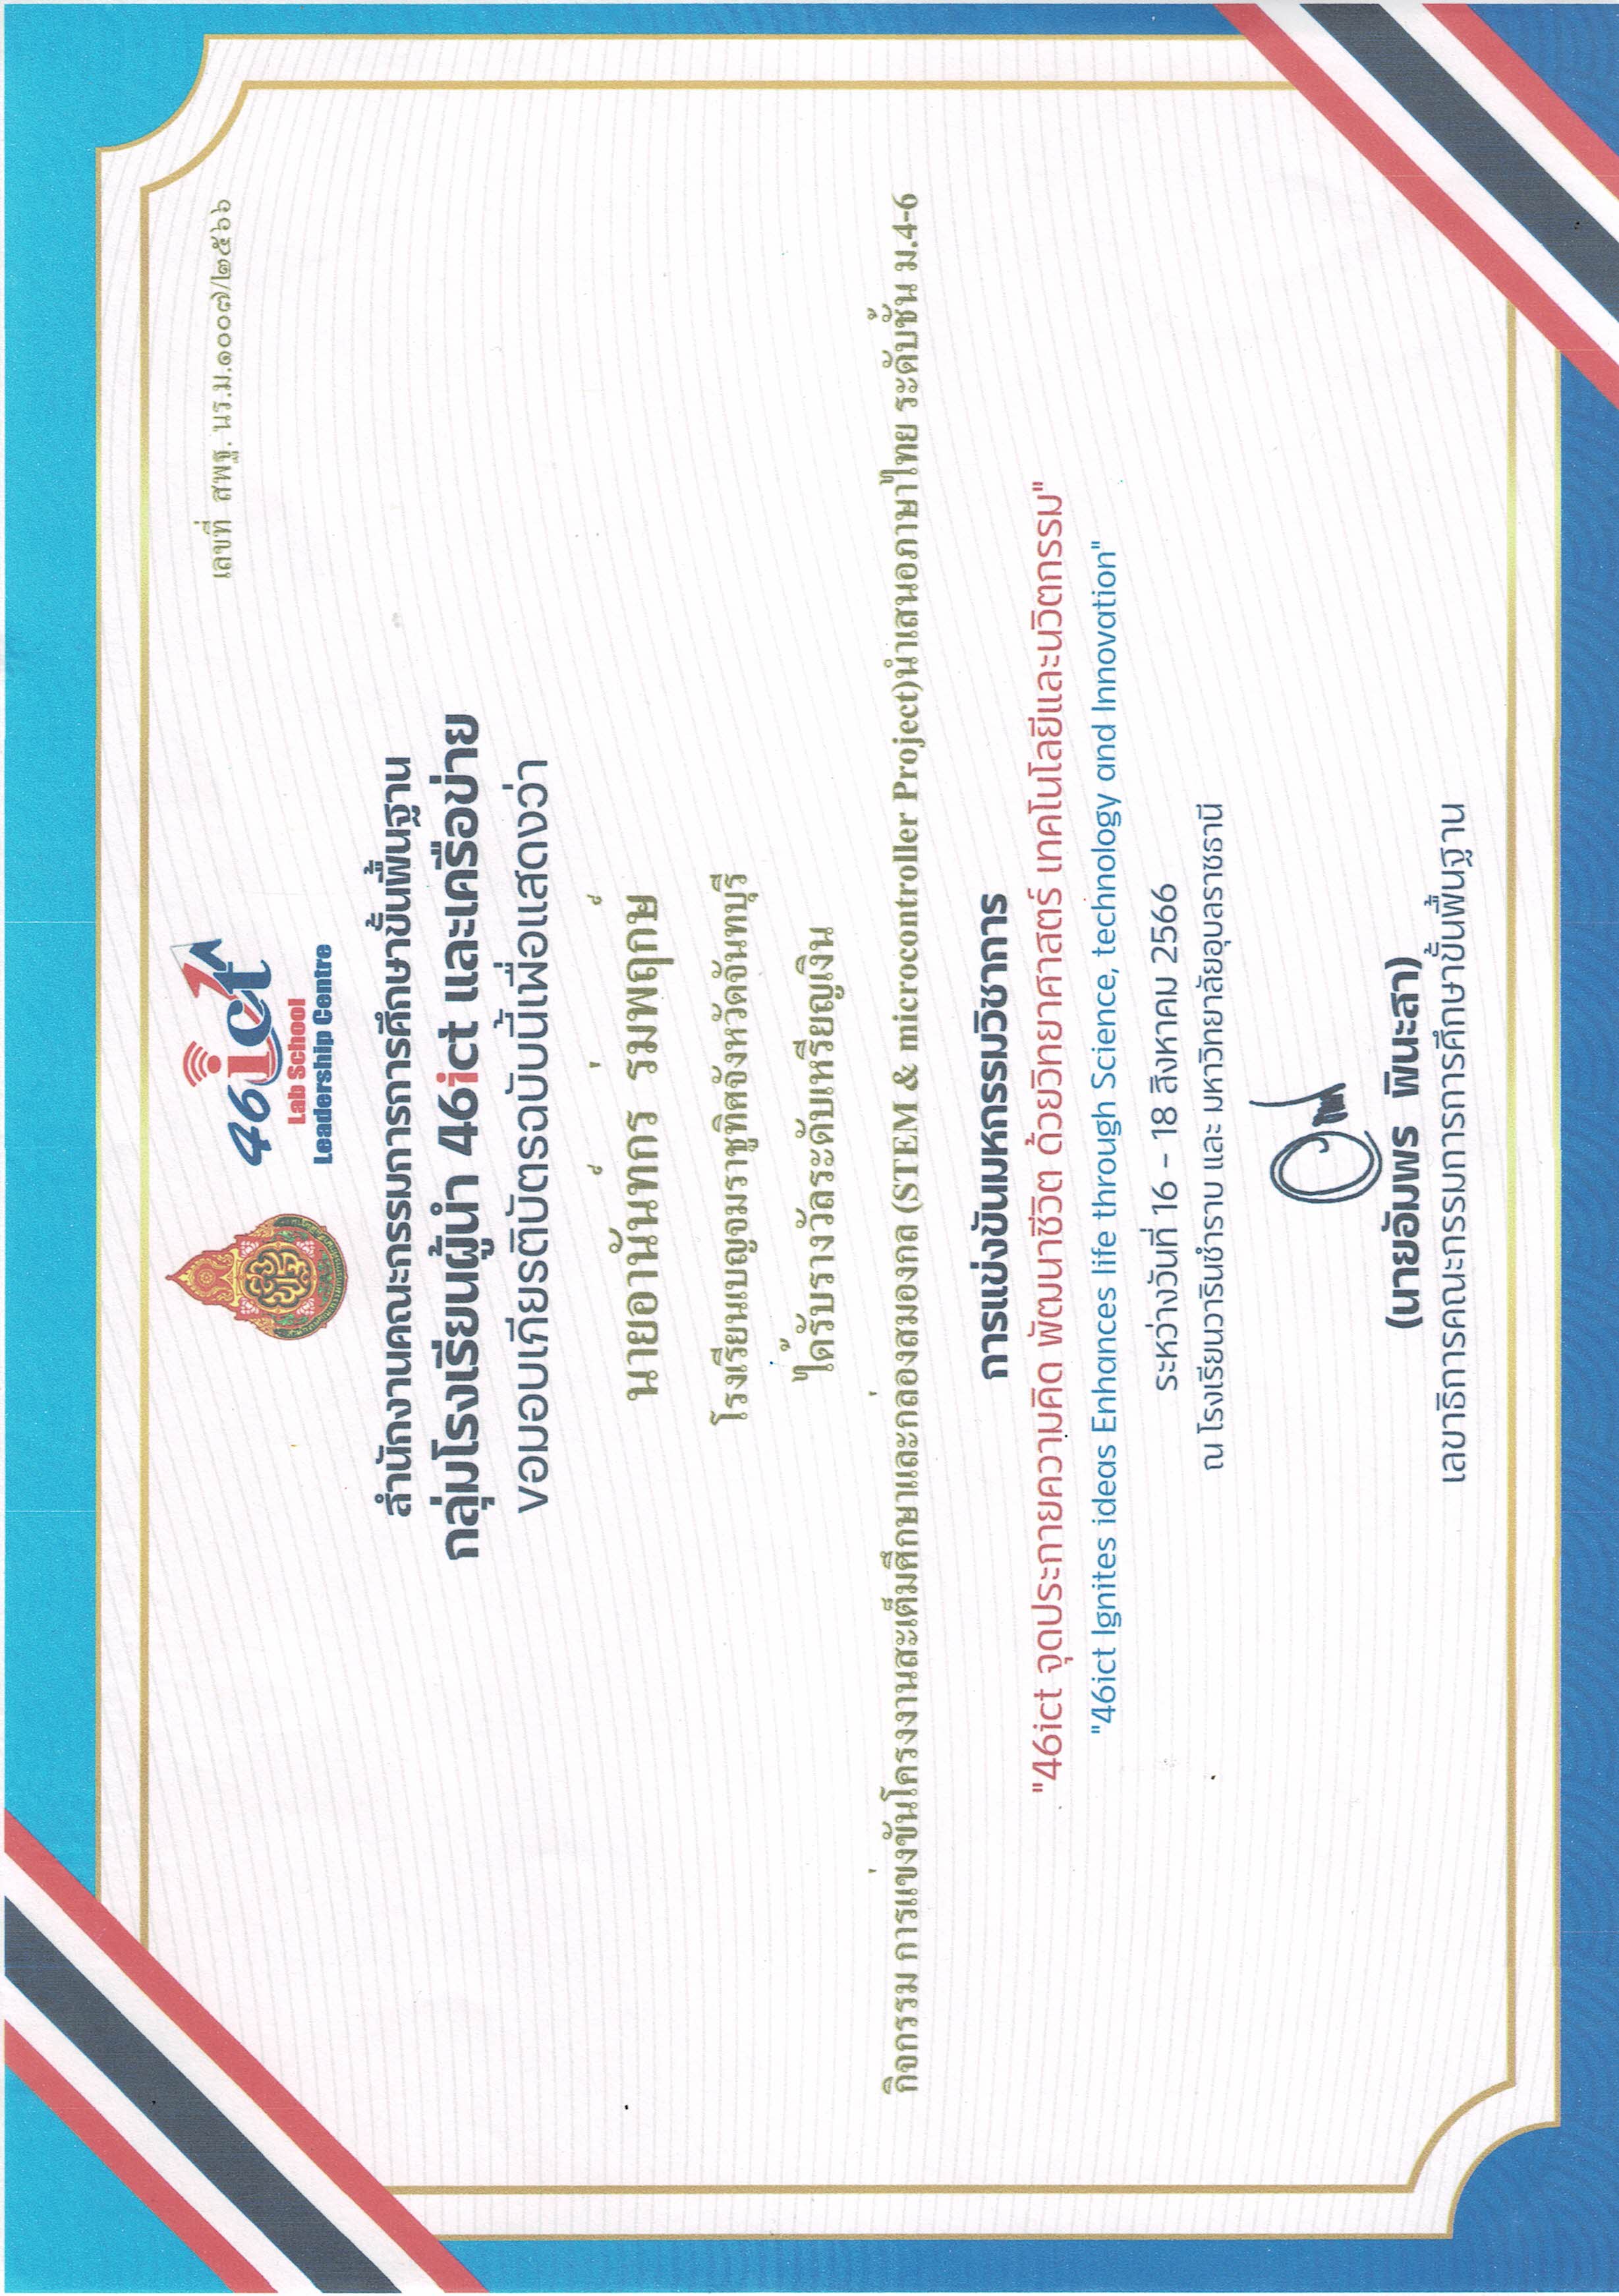 46ict
Lab School
Leadership Centre
เลขที่ สพฐ. นร.ม.๑๐๐๗/๒๕๖๖
สำนักงานคณะกรรมการการศึกษาขั้นพื้นฐาน
กลุ่มโรงเรียนผู้นำ 46ict และเครือข่าย
ขอมอบเกียรติบัตรฉบับนี้เพื่อแสดงว่า
นายอานันท์กร ร่มพฤกษ์
โรงเรียนเบญจมราชูทิศจังหวัดจันทบุรี
ได้รับรางวัลระดับเหรียญเงิน
กิจกรรม การแข่งขันโครงงานสะเต็มศึกษาและกล่องสมองกล (STEM & microcontroller Project)นำเสนอภาษาไทย ระดับชั้น ม.4-6
การแข่งขันมหกรรมวิชาการ
"46ict จุดประกายความคิด พัฒนาชีวิต ด้วยวิทยาศาสตร์ เทคโนโลยีและนวัตกรรม"
"46ict Ignites ideas Enhances life through Science, technology and Innovation"
ระหว่างวันที่ 16 - 18 สิงหาคม 2566
ณ โรงเรียนวารินชำราบ และ มหาวิทยาลัยอุบลราชธานี
(นายอัมพร พินะสา)
เลขาธิการคณะกรรมการการศึกษาขั้นพื้นฐาน